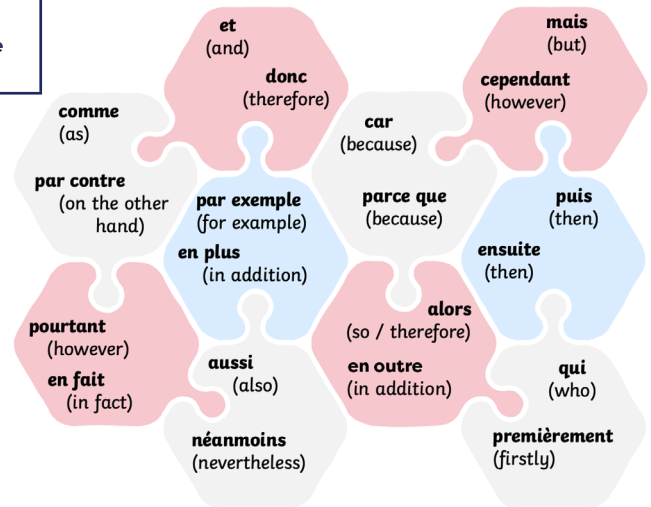 e
et
(and)
donc
(therefore)
mais
(but)
cependant
(however)
comme
(as)
par contre
(on the other
hand)
car
(because)
parce que
(because)
par exemple
(for example)
en plus
(in addition)
puis
(then)
ensuite
(then)
pourtant
(however)
en fait
(in fact)
alors
(so / therefore)
en outre
(in addition)
aussi
(also)
néanmoins
(nevertheless)
qui
(who)
premièrement
(firstly)